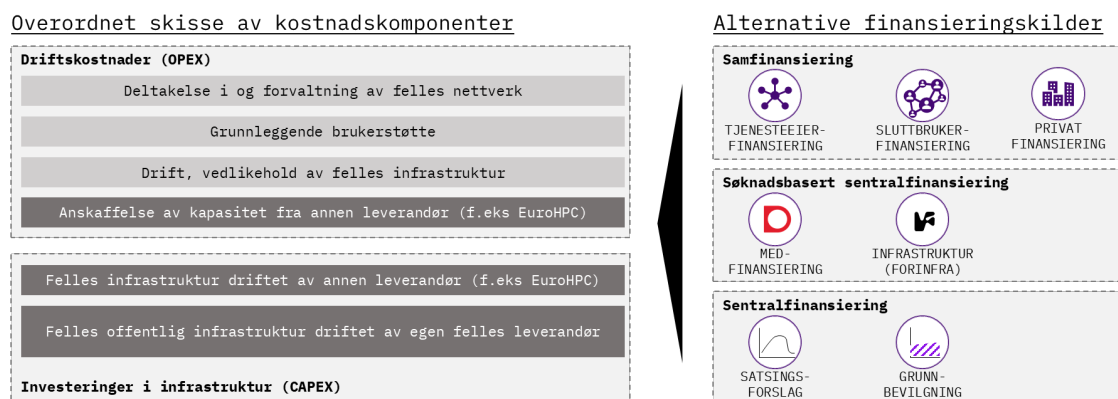 Overordnet skisse av kostnadskomponenter
Driftskostnader (OPEX)
Deltakelse i og forvaltning av felles nettverk
Grunnleggende brukerstøtte
Drift, vedlikehold av felles infrastruktur
Anskaffelse av kapasitet fra annen leverandør (f.eks EuroHPC)
Felles infrastruktur driftet av annen leverandør (f.eks EuroHPC)
Felles offentlig infrastruktur driftet av egen felles leverandør
Investeringer i infrastruktur (CAPEX)
Alternative finansieringskilder
Samfinansiering
TJENESTEEIER-
FINANSIERING
SLUTTBRUKER-
FINANSIERING
PRIVAT
FINANSIERING
Søknadsbasert sentralfinansiering
MED-
FINANSIERING
INFRASTRUKTUR
(FORINFRA)
Sentralfinansiering
SATSINGS-
FORSLAG
GRUNN-
BEVILGNING